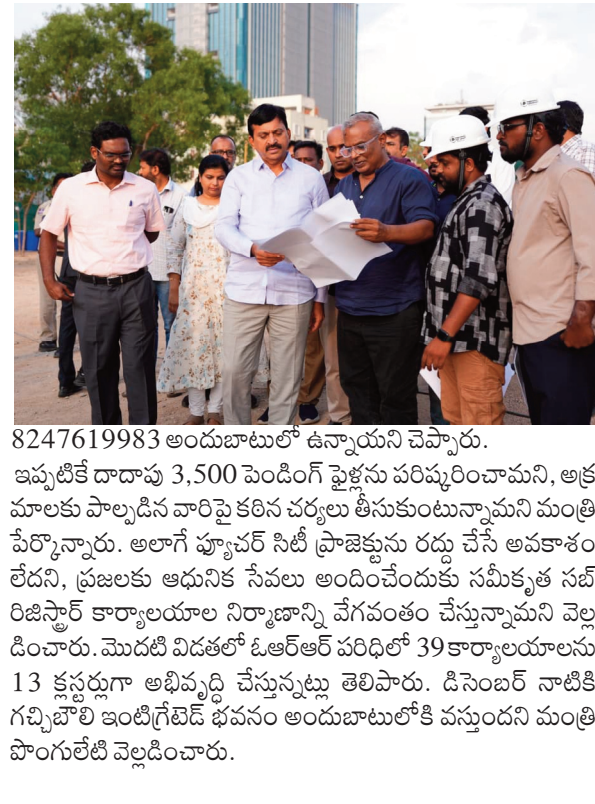 8247619983 అందుబాటులో ఉన్నాయని చెప్పారు.
ఇప్పటికే దాదాపు 3,500 పెండింగ్ ఫైళ్లను పరిష్కరించామని, అక్ర
మాలకు పాల్పడిన వారిపై కఠిన చర్యలు తీసుకుంటున్నామని మంత్రి
పేర్కొన్నారు. అలాగే ఫ్యూచర్ సిటీ ప్రాజెక్టును రద్దు చేసే అవకాశం
లేదని, ప్రజలకు ఆధునిక సేవలు అందించేందుకు సమీకృత సబ్
రిజిస్ట్రార్ కార్యాలయాల నిర్మాణాన్ని వేగవంతం చేస్తున్నామని వెల్ల
డించారు. మొదటి విడతలో ఓఆర్ఆర్ పరిధిలో 39 కార్యాలయాలను
13 క్లస్టర్లుగా అభివృద్ధి చేస్తున్నట్లు తెలిపారు. డిసెంబర్ నాటికి
గచ్చిబౌలి ఇంటిగ్రేటెడ్ భవనం అందుబాటులోకి వస్తుందని మంత్రి
పొంగులేటి వెల్లడించారు.